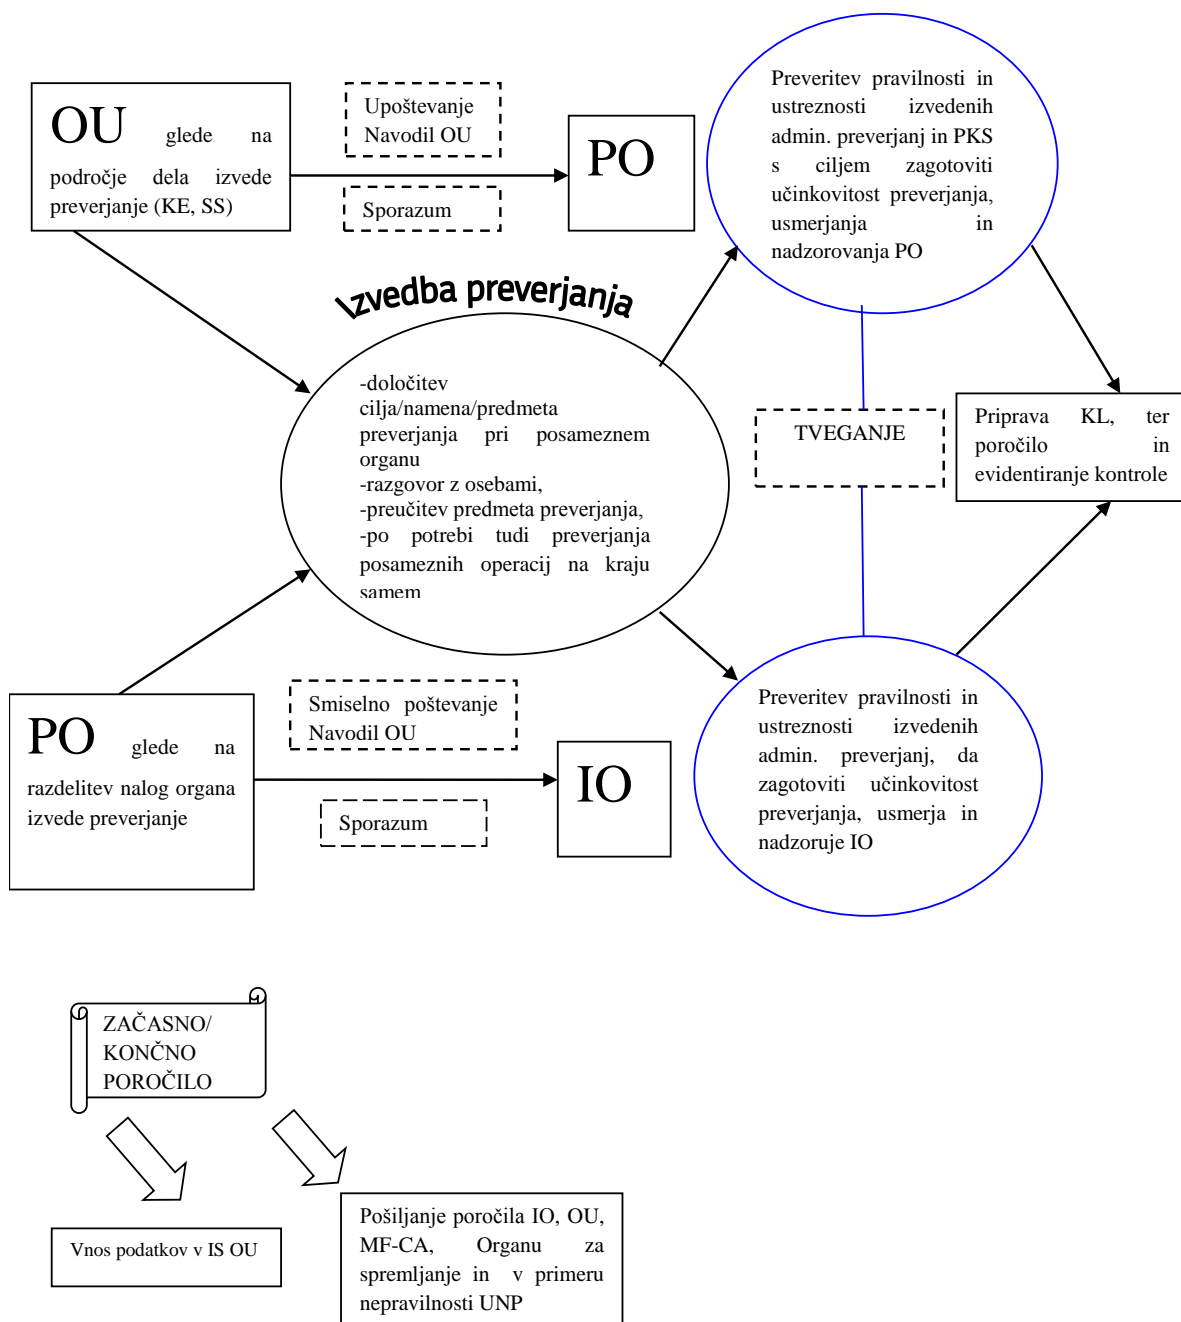 OU glede na
področje dela izvede
preverjanje (KE, SS)
Upoštevanje
Navodil OU
Sporazum
PO
Preveritev pravilnosti in
ustreznosti izvedenih
admin. preverjanj in PKS
s ciljem zagotoviti
učinkovitost preverjanja,
usmerjanja in
nadzorovanja PO
Izvedba preverjanja
-določitev
cilja/namena/predmeta
preverjanja pri posameznem
organu
-razgovor z osebami,
-preučitev predmeta preverjanja,
-po potrebi tudi preverjanja
posameznih operacij na kraju
samem
TVEGANJE
Priprava KL, ter
poročilo in
evidentiranje kontrole
PO glede na
razdelitev nalog organa
izvede preverjanje
Smiselno poštevanje
Navodil OU
Sporazum
IO
Preveritev pravilnosti in
ustreznosti izvedenih
admin. preverjanj, da
zagotoviti učinkovitost
preverjanja, usmerja in
nadzoruje IO
ZAČASNO/
KONČNO
POROČILO
Vnos podatkov v IS OU
Pošiljanje poročila IO, OU,
MF-CA, Organu za
spremljanje in v primeru
nepravilnosti UNP